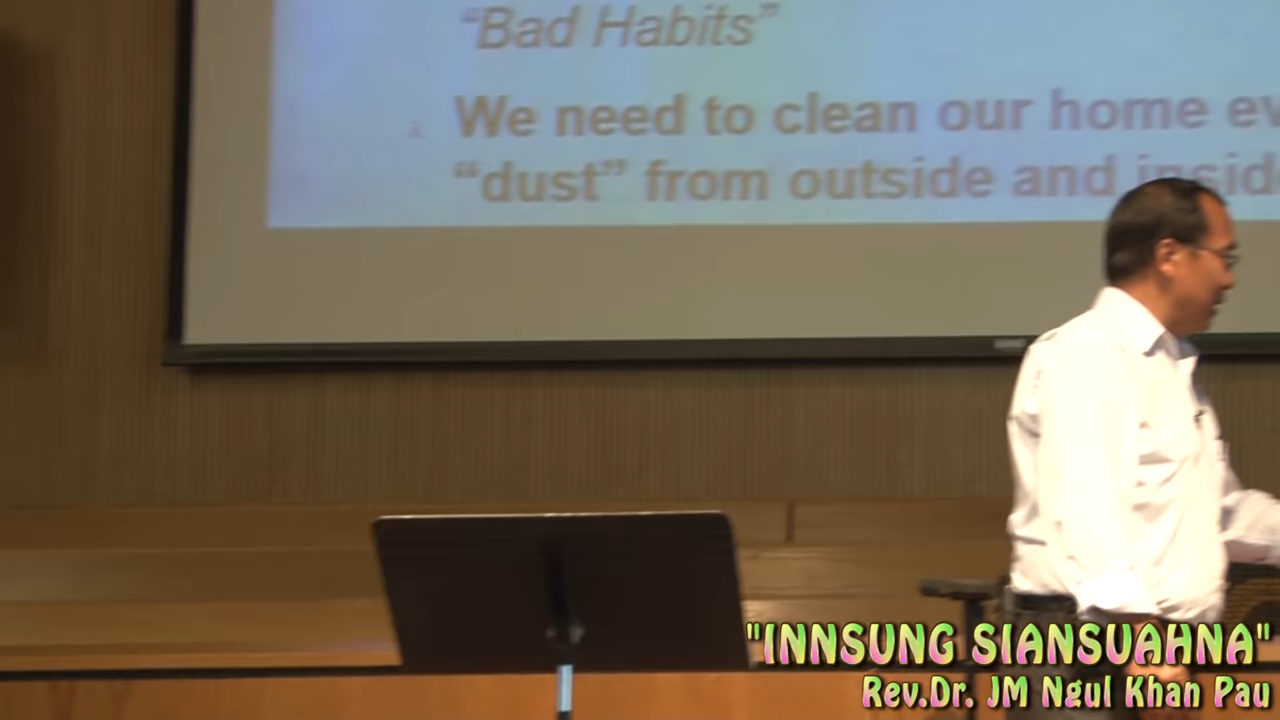 "Bad Habits"
We need to clean our home
"dust" from outside and
"INNSUNG SIANSUAHNA"
Rev.Dr. JM Ngul Khan Pau